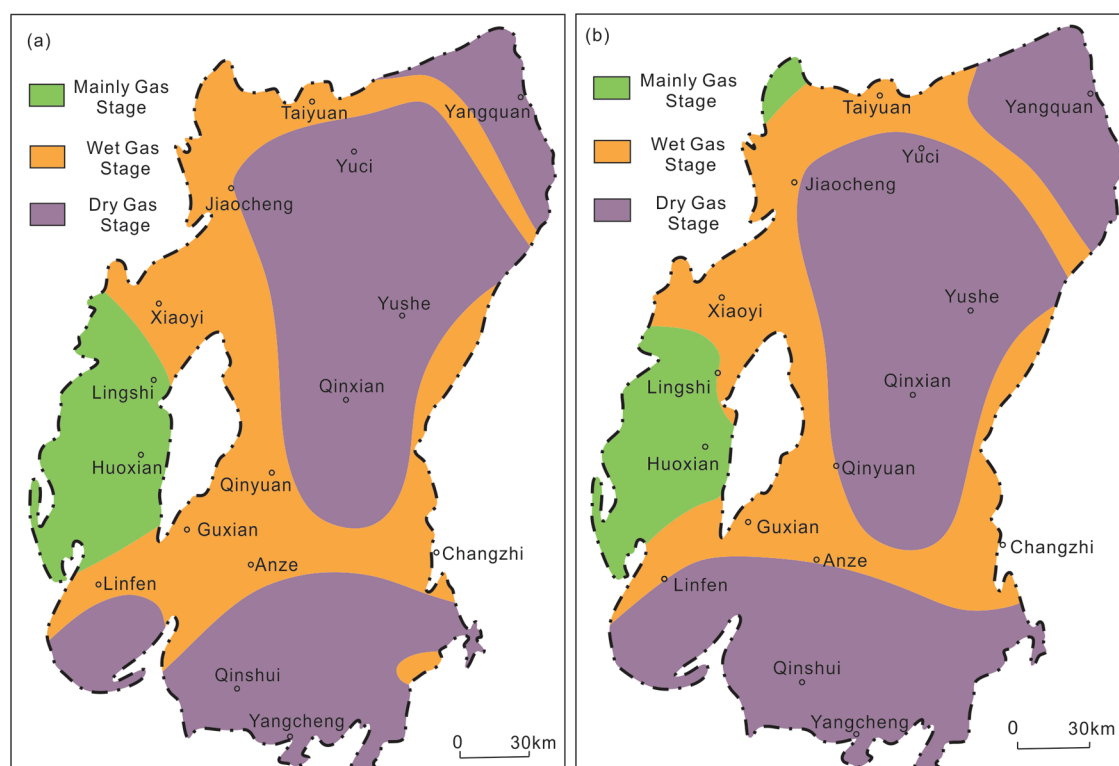 (a)
Mainly Gas
Stage
Wet Gas
Stage
Dry Gas
Stage
Taiyuan
Yangquan
Yuci
Jiaocheng
Xiaoyi
Yushe
Lingshi
Qinxian
Huoxian
Qinyuan
Guxian
Changzhi
Anze
Linfen
Qinshui
Yangcheng
0
30km
(b)
Mainly Gas
Stage
Wet Gas
Stage
Dry Gas
Stage
Taiyuan
Yangquan
Yuci
Jiaocheng
Xiaoyi
Yushe
Lingshi
Qinxian
Huoxian
Qinyuan
Guxian
Changzhi
Anze
Linfen
Qinshui
Yangcheng
0
30km